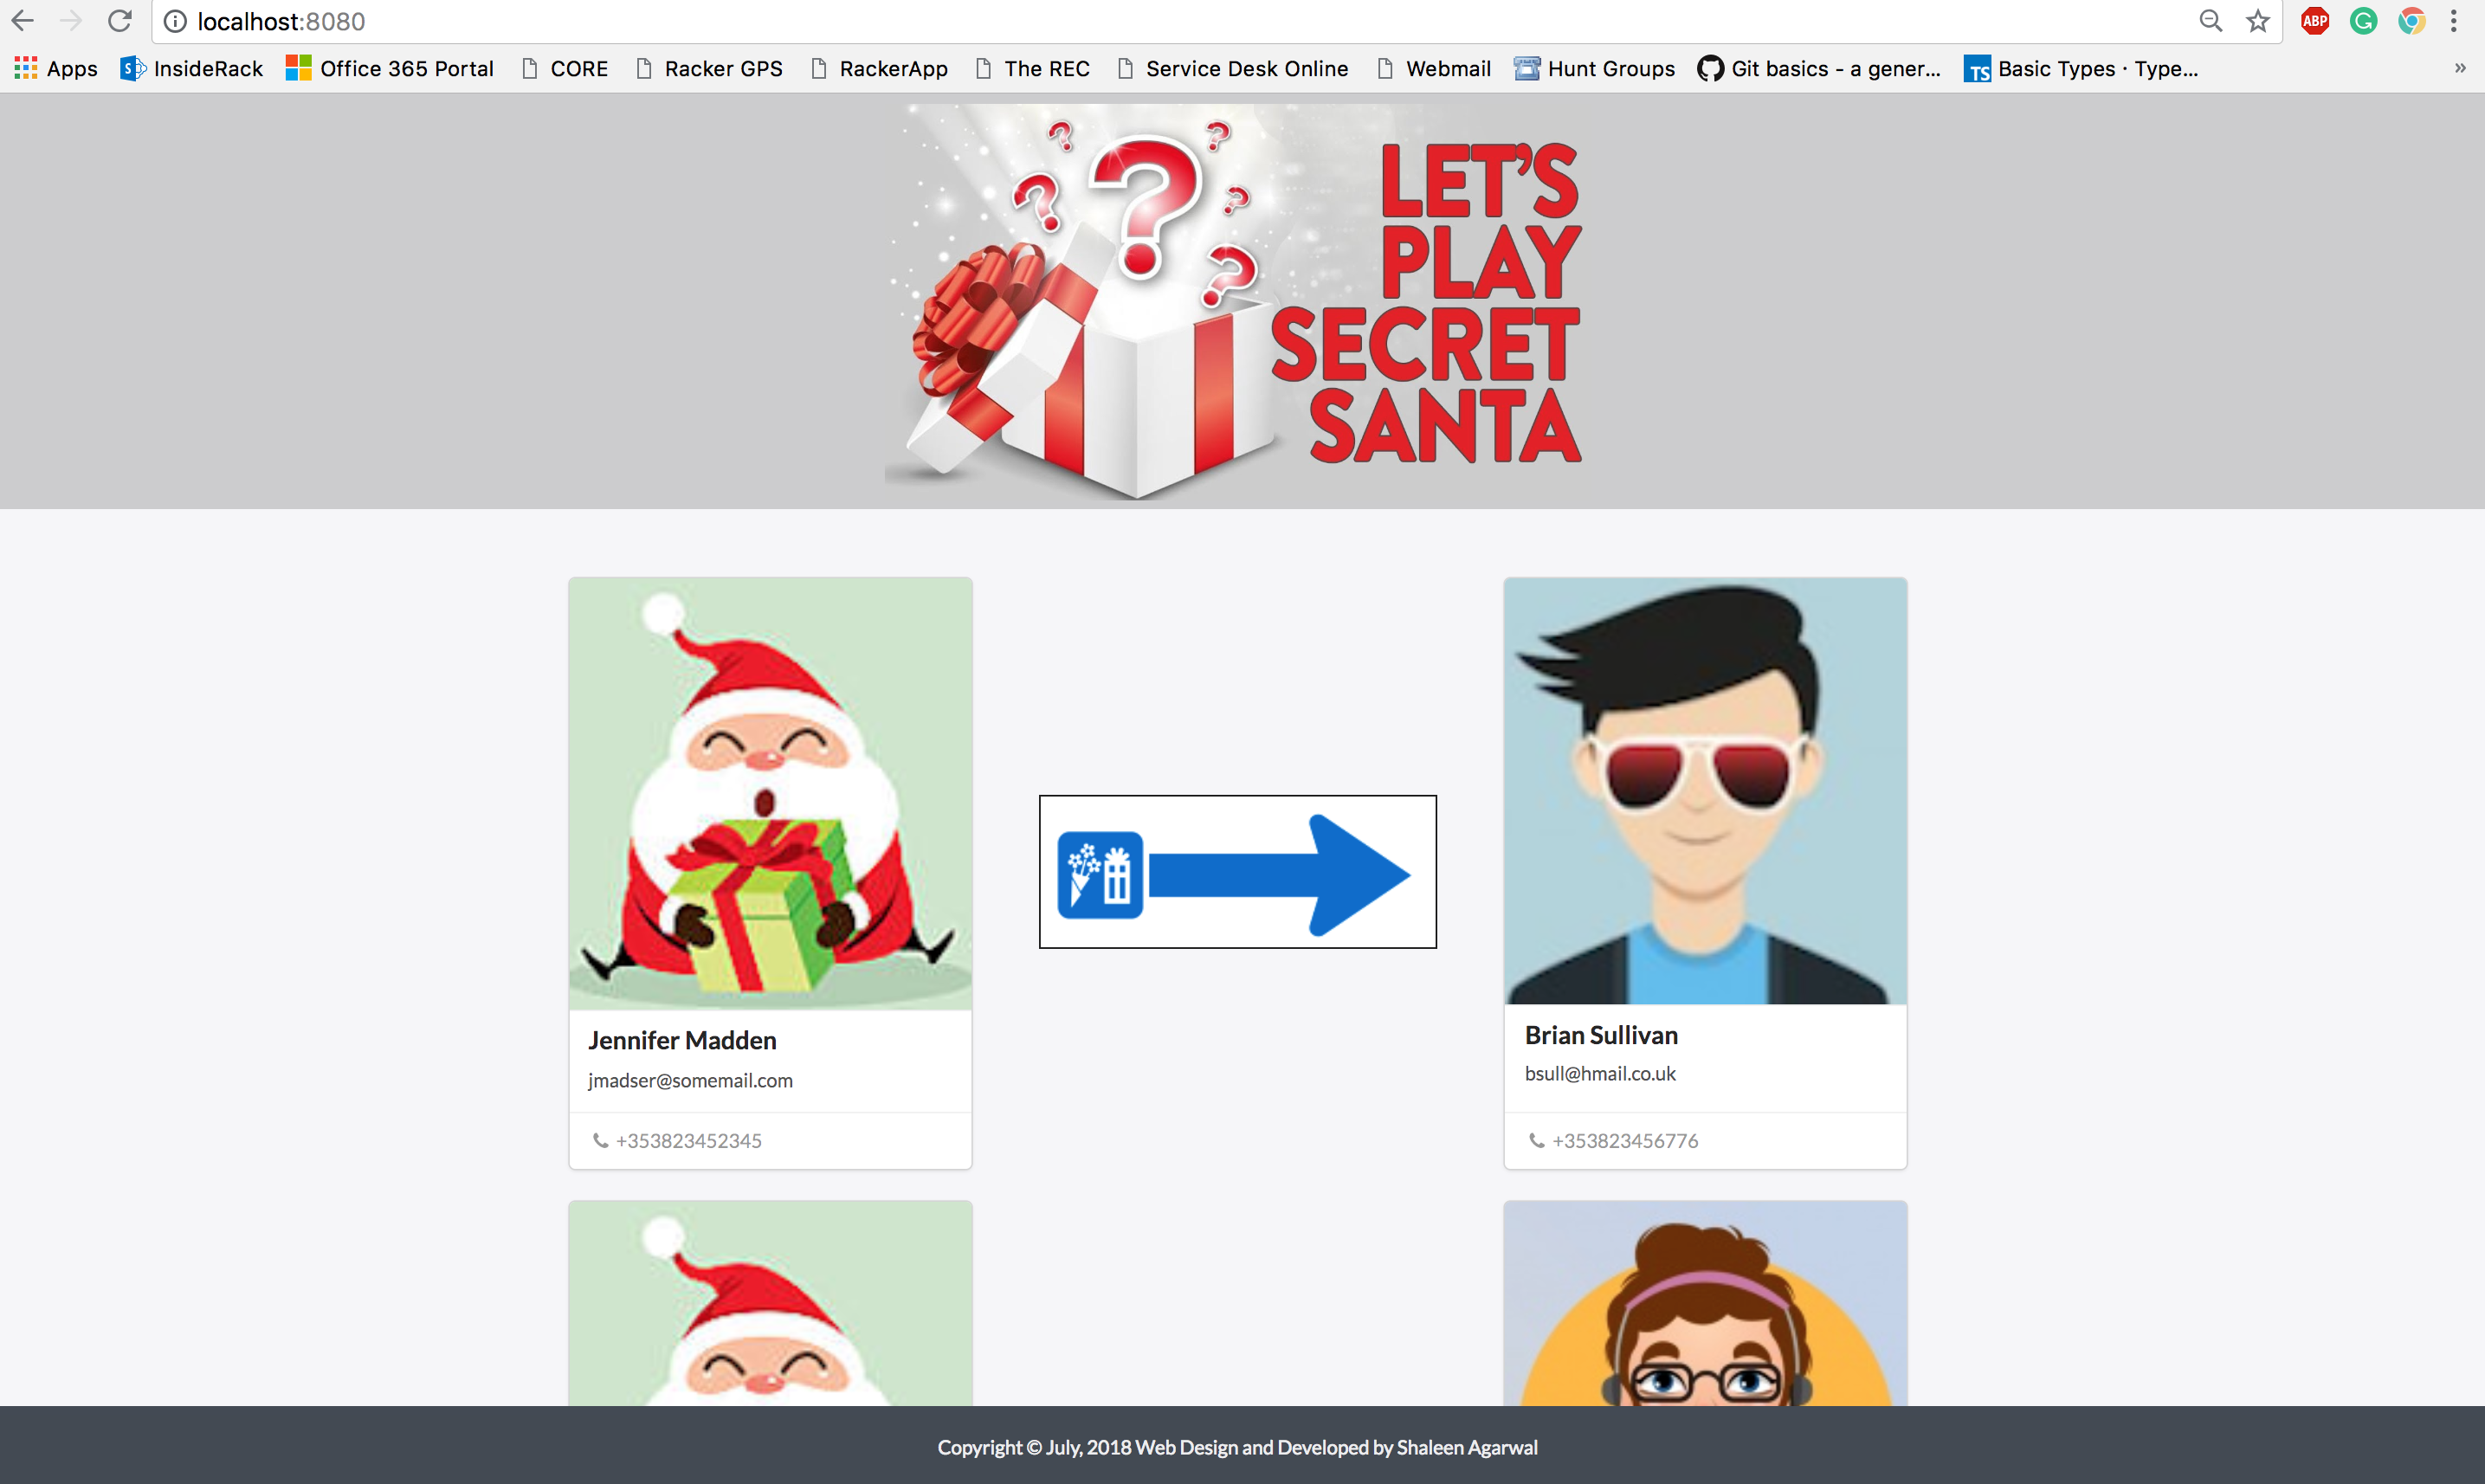 localhost:8080
ABP
Apps InsideRack Office 365 Portal CORE Racker GPS RackerApp The REC Service Desk Online Webmail Hunt Groups Git basics - a gener... TS Basic Types · Type... »
LET'S
PLAY
SECRET
SANTA
Jennifer Madden
jmadser@somemail.com
+353823452345
Brian Sullivan
bsull@hmail.co.uk
+353823456776
Copyright © July, 2018 Web Design and Developed by Shaleen Agarwal